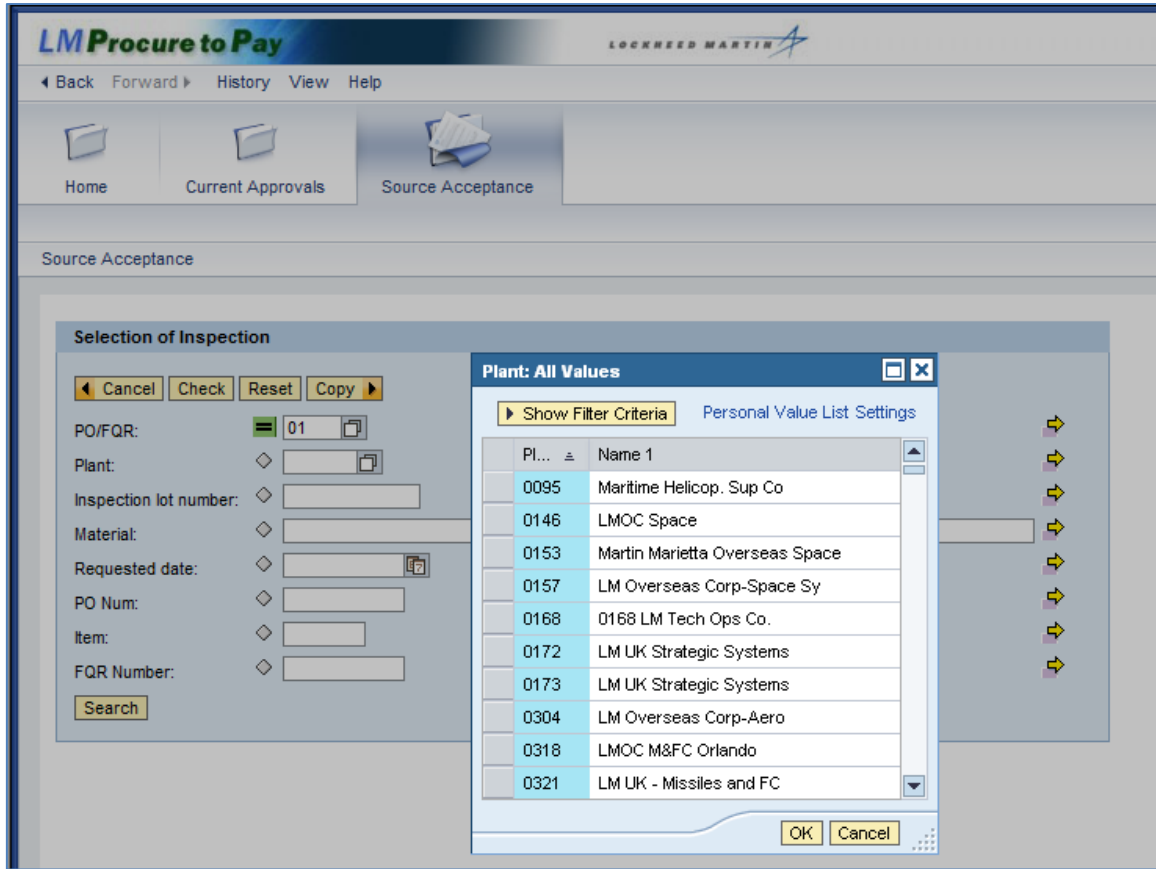 LM Procure to Pay
LOCKHEED MARTIN
Back Forward History View Help
Home Current Approvals Source Acceptance
Source Acceptance
Selection of Inspection
Cancel Check Reset Copy
PO/FQR: 01
Plant:
Inspection lot number:
Material:
Requested date: 7
PO Num:
Item:
FQR Number:
Search
Plant: All Values
Show Filter Criteria Personal Value List Settings
Pl... Name 1
0095 Maritime Helicop. Sup Co
0146 LMOC Space
0153 Martin Marietta Overseas Space
0157 LM Overseas Corp-Space Sy
0168 0168 LM Tech Ops Co.
0172 LM UK Strategic Systems
0173 LM UK Strategic Systems
0304 LM Overseas Corp-Aero
0318 LMOC M&FC Orlando
0321 LM UK - Missiles and FC
OK Cancel